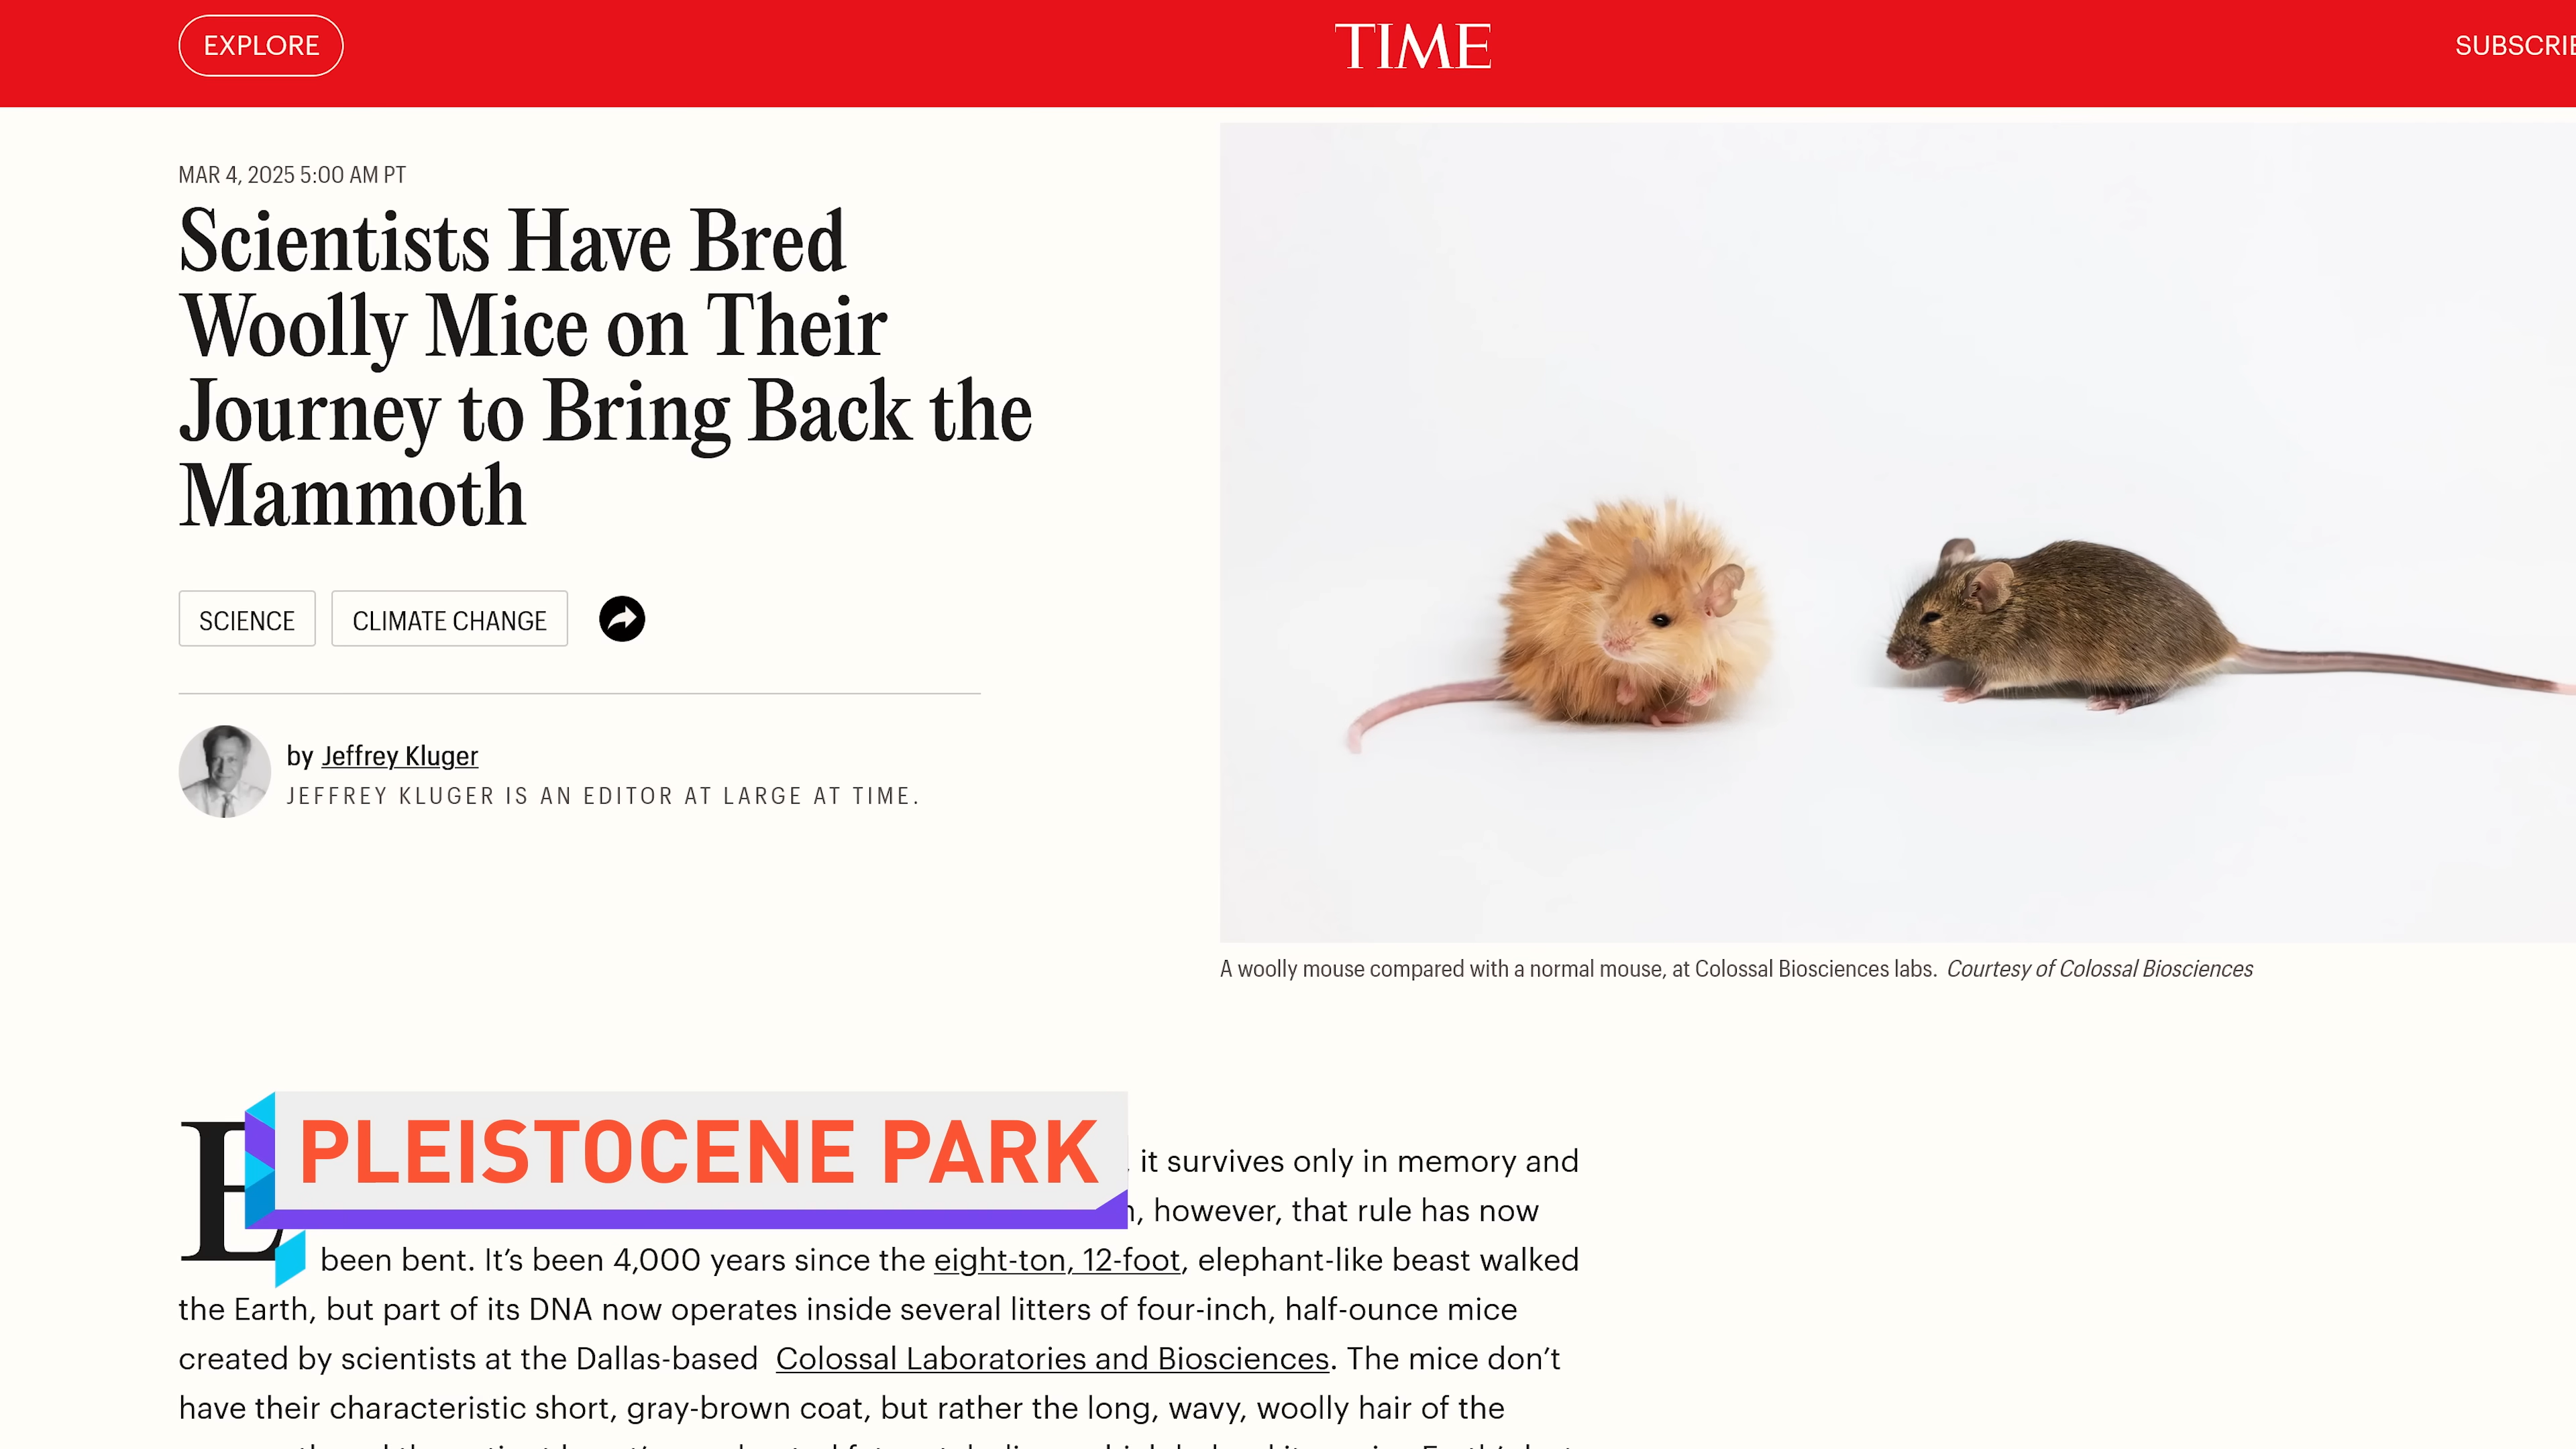 EXPLORE
TIME
MAR 4, 2025 5:00 AM PT
Scientists Have Bred
Woolly Mice on Their
Journey to Bring Back the
Mammoth
SCIENCE
CLIMATE CHANGE
by Jeffrey Kluger
JEFFREY KLUGER IS AN EDITOR AT LARGE AT TIME.
A woolly mouse compared with a normal mouse, at Colossal Biosciences labs. Courtesy of Colossal Biosciences
PLEISTOCENE PARK
it survives only in memory and
however, that rule has now
been bent. It’s been 4,000 years since the eight-ton, 12-foot, elephant-like beast walked
the Earth, but part of its DNA now operates inside several litters of four-inch, half-ounce mice
created by scientists at the Dallas-based Colossal Laboratories and Biosciences. The mice don’t
have their characteristic short, gray-brown coat, but rather the long, wavy, woolly hair of the